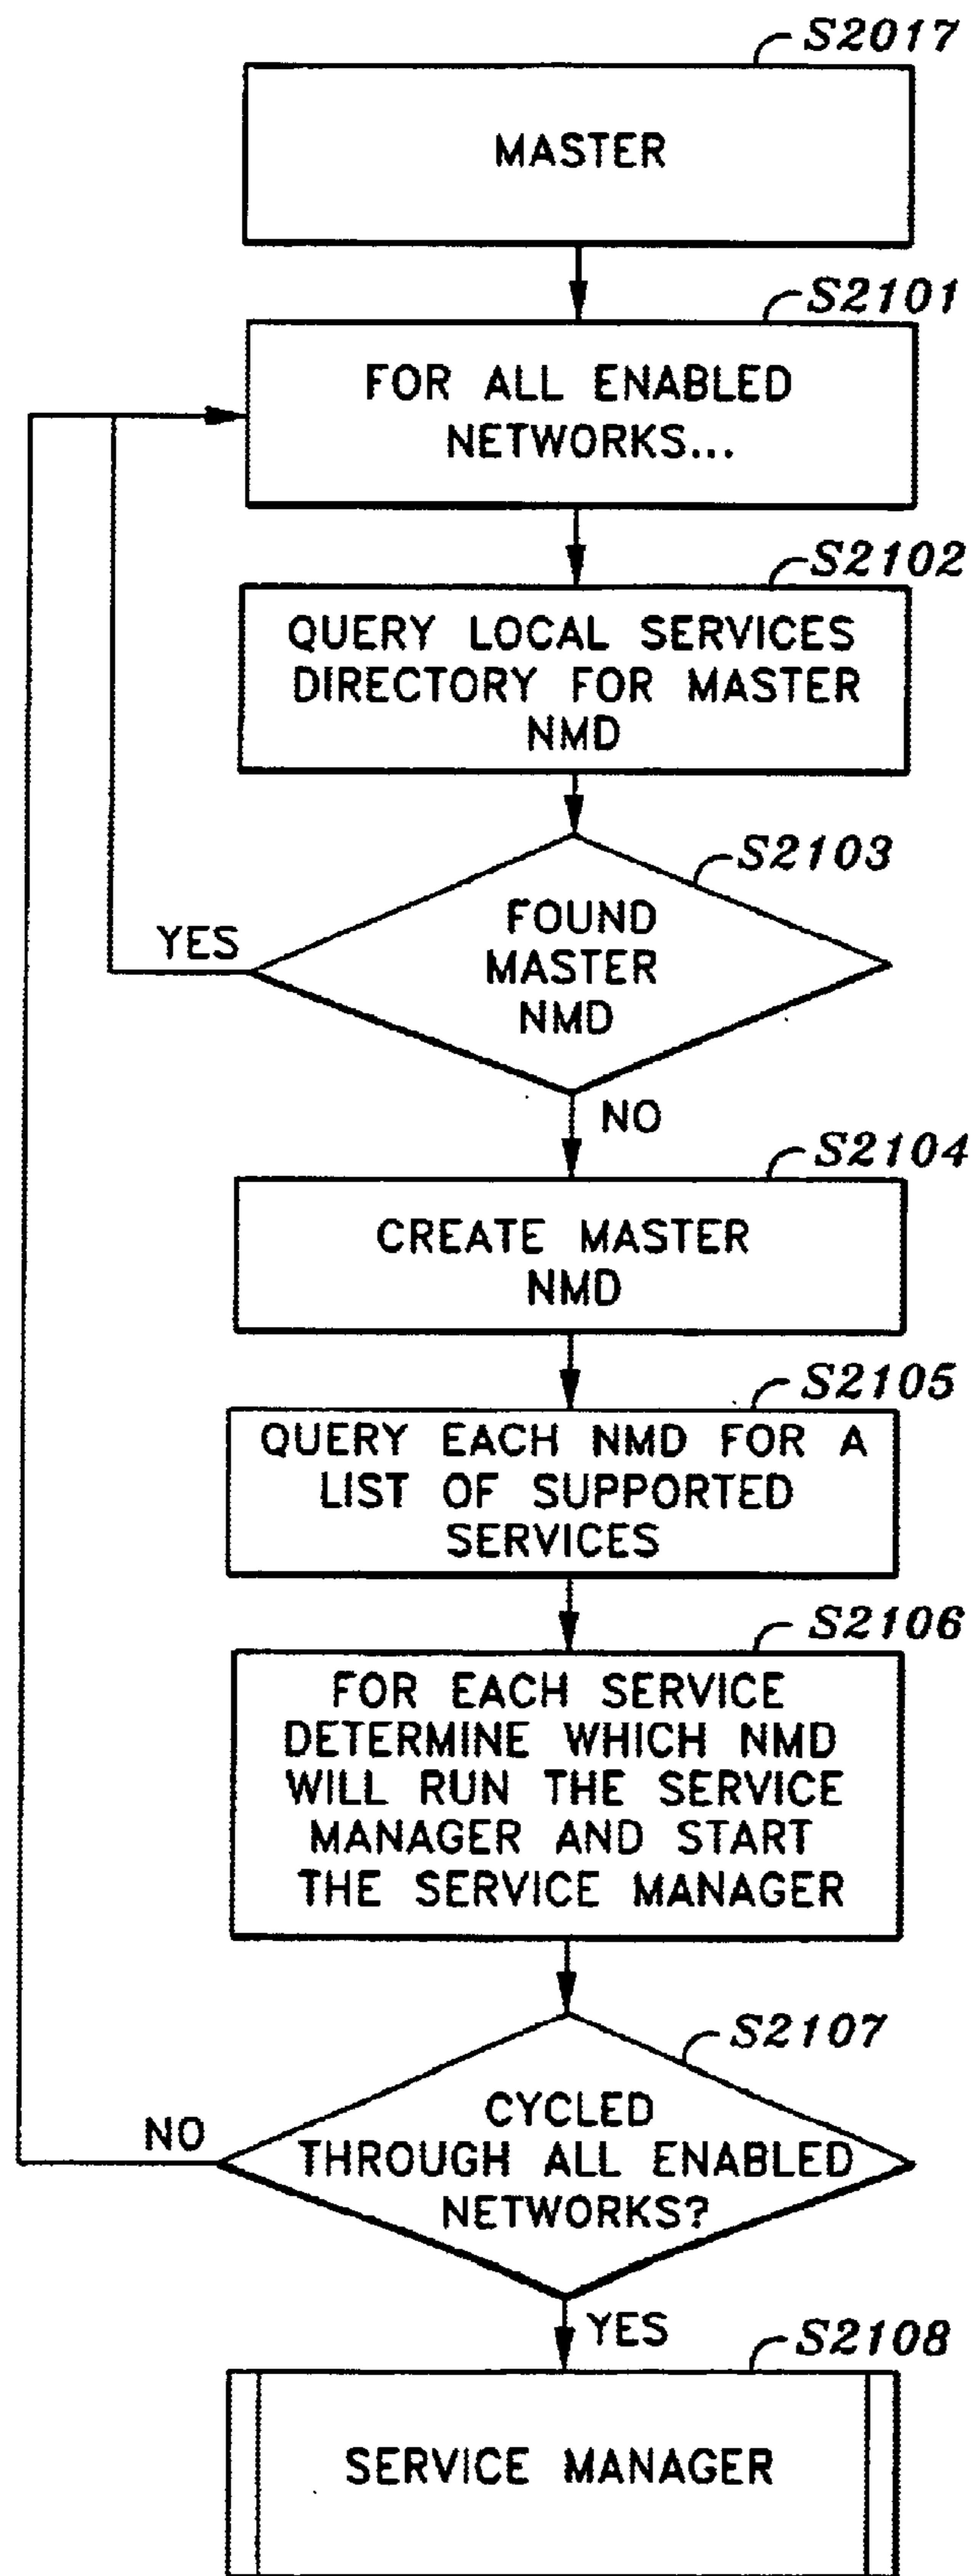 S2017
MASTER
S2101
FOR ALL ENABLED
NETWORKS...
S2102
QUERY LOCAL SERVICES
DIRECTORY FOR MASTER
NMD
S2103
FOUND
MASTER
NMD
YES
NO
S2104
CREATE MASTER
NMD
S2105
QUERY EACH NMD FOR A
LIST OF SUPPORTED
SERVICES
S2106
FOR EACH SERVICE
DETERMINE WHICH NMD
WILL RUN THE SERVICE
MANAGER AND START
THE SERVICE MANAGER
S2107
CYCLED
THROUGH ALL ENABLED
NETWORKS?
NO
YES
S2108
SERVICE MANAGER